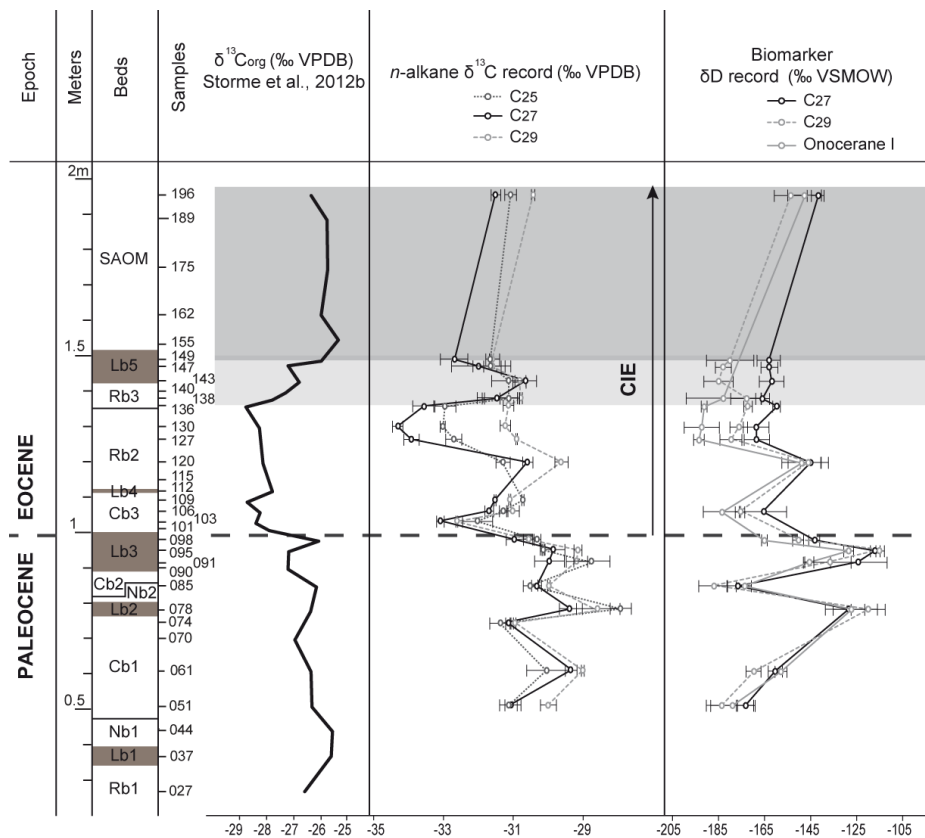 Epoch
Meters
Beds
Samples
δ¹³Corg (‰ VPDB)
Storme et al., 2012b
n-alkane δ¹³C record (‰ VPDB)
C25
C27
C29
Biomarker
δD record (‰ VSMOW)
C27
C29
Onocerane I
EOCENE
PALEOCENE
2m
1.5
1
0.5
SAOM
Lb5
Rb3
Rb2
Lb4
Cb3
Lb3
Cb2
Nb2
Lb2
Cb1
Nb1
Lb1
Rb1
196
189
175
162
155
149
147
143
140
138
136
130
127
120
115
112
109
106
103
101
098
095
091
090
085
078
074
070
061
051
044
037
027
CIE
-29 -28 -27 -26 -25
-35 -33 -31 -29 -27
-205 -185 -165 -145 -125 -105